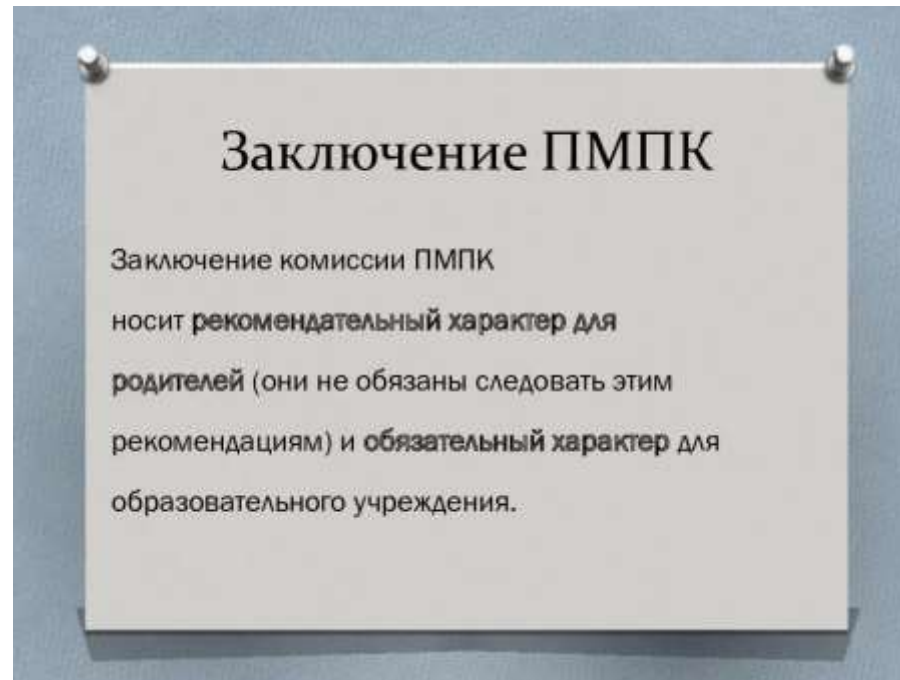 Заключение ПМПК
Заключение комиссии ПМПК
носит рекомендательный характер для
родителей (они не обязаны следовать этим
рекомендациям) и обязательный характер для
образовательного учреждения.